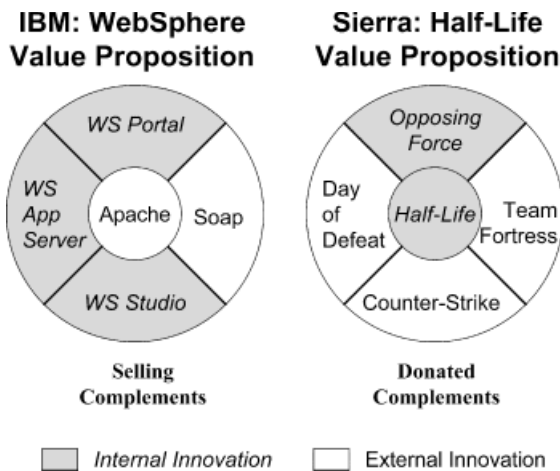 IBM: WebSphere
Value Proposition
WS Portal
WS
App
Server
Apache
Soap
WS Studio
Selling
Complements
Sierra: Half-Life
Value Proposition
Opposing
Force
Day
of
Defeat
Half-Life
Team
Fortress
Counter-Strike
Donated
Complements
Internal Innovation
External Innovation